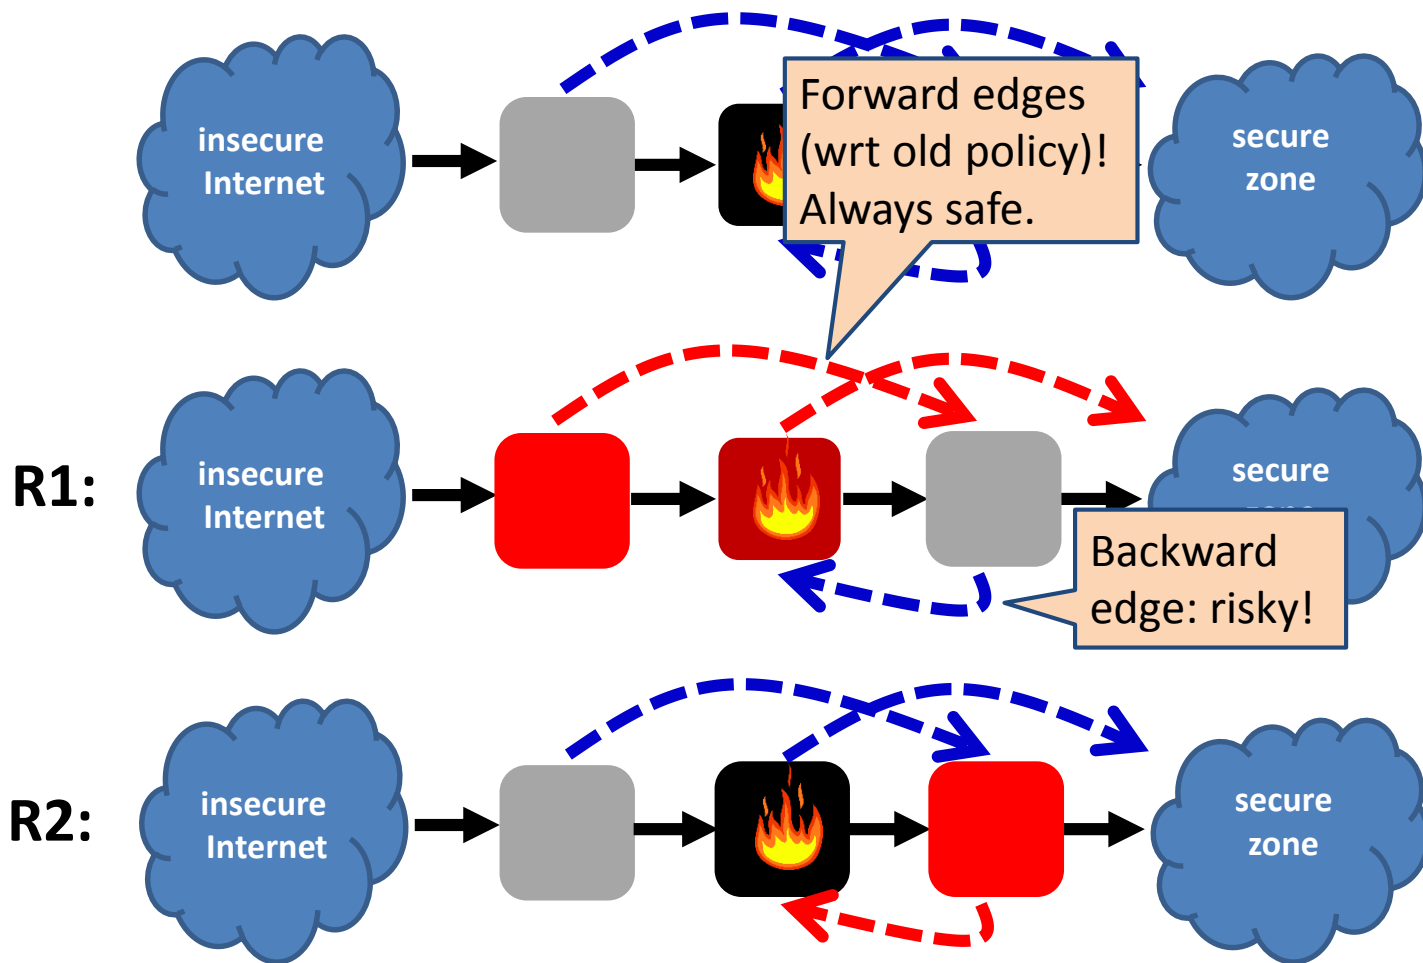 insecure
Internet
Forward edges
(wrt old policy)!
Always safe.
secure
zone
R1:
insecure
Internet
secure
Backward
edge: risky!
R2:
insecure
Internet
secure
zone